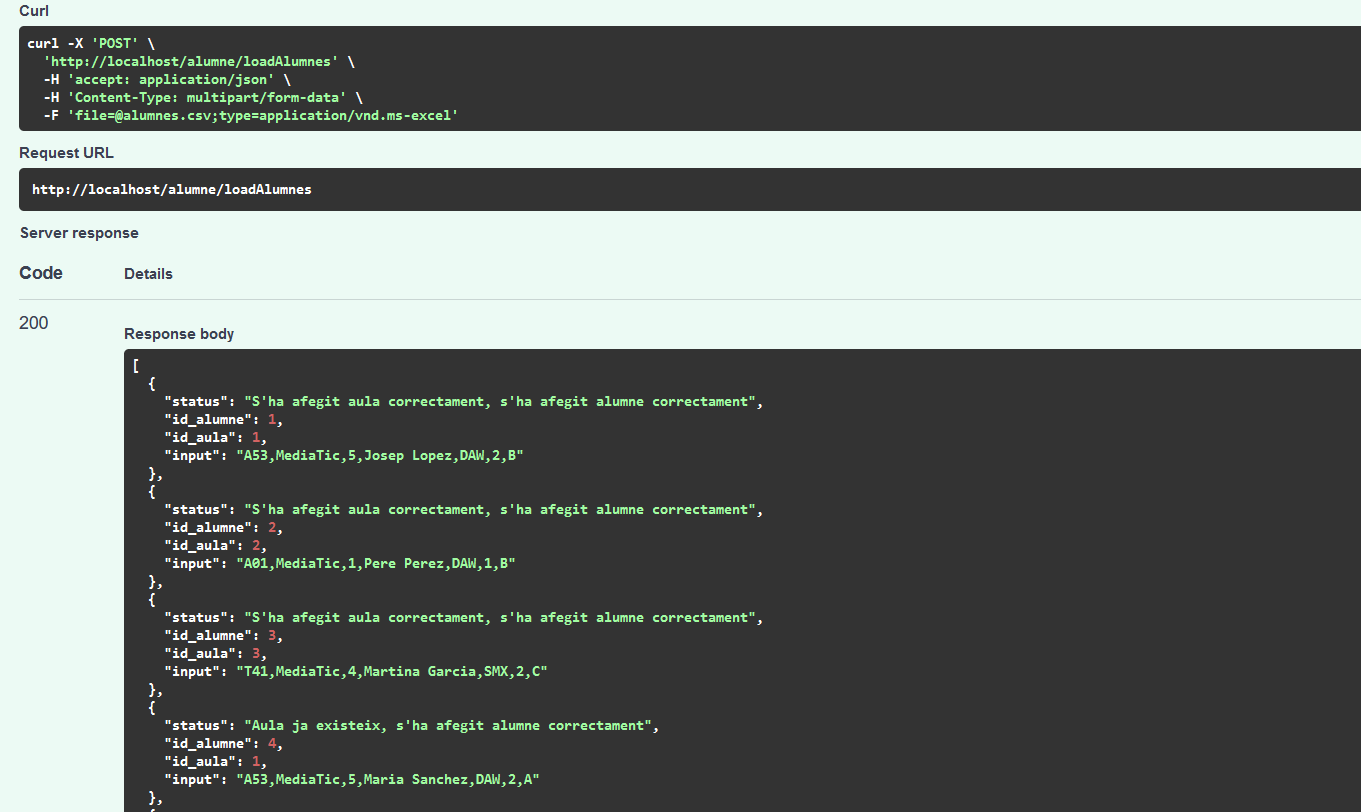 Curl
curl -X 'POST' \
'http://localhost/alumne/loadAlumnes' \
-H 'accept: application/json' \
-H 'Content-Type: multipart/form-data' \
-F 'file=@alumnes.csv;type=application/vnd.ms-excel'
Request URL
http://localhost/alumne/loadAlumnes
Server response
Code Details
200
Response body
[
{
"status": "S'ha afegit aula correctament, s'ha afegit alumne correctament",
"id_alumne": 1,
"id_aula": 1,
"input": "A53,MediaTic,5,Josep Lopez,DAW,2,B"
},
{
"status": "S'ha afegit aula correctament, s'ha afegit alumne correctament",
"id_alumne": 2,
"id_aula": 2,
"input": "A01,MediaTic,1,Pere Perez,DAW,1,B"
},
{
"status": "S'ha afegit aula correctament, s'ha afegit alumne correctament",
"id_alumne": 3,
"id_aula": 3,
"input": "T41,MediaTic,4,Martina Garcia,SMX,2,C"
},
{
"status": "Aula ja existeix, s'ha afegit alumne correctament",
"id_alumne": 4,
"id_aula": 1,
"input": "A53,MediaTic,5,Maria Sanchez,DAW,2,A"
},